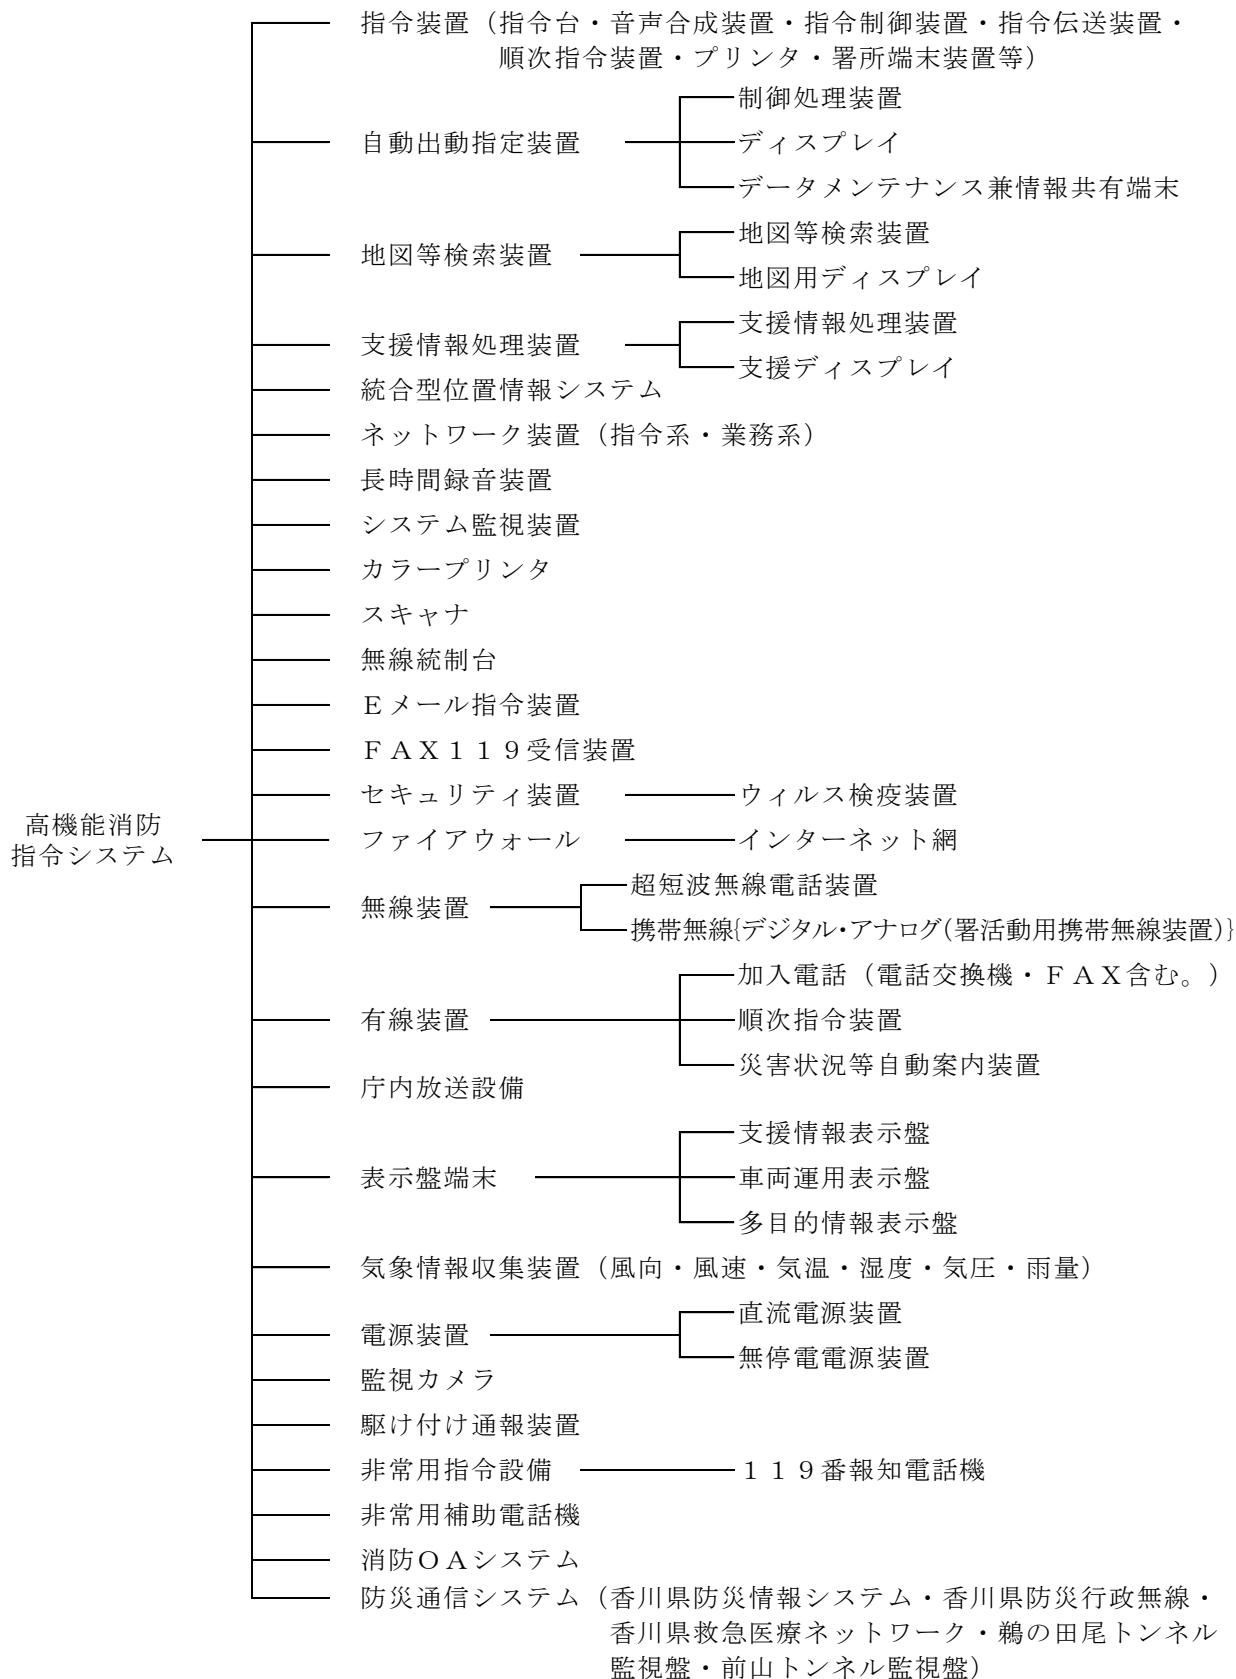 指令装置（指令台・音声合成装置・指令制御装置・指令伝送装置・
順次指令装置・プリンタ・署所端末装置等）
制御処理装置
自動出動指定装置
ディスプレイ
データメンテナンス兼情報共有端末
地図等検索装置
地図等検索装置
地図用ディスプレイ
支援情報処理装置
支援情報処理装置
支援ディスプレイ
統合型位置情報システム
ネットワーク装置（指令系・業務系）
長時間録音装置
システム監視装置
カラープリンタ
スキャナ
無線統制台
Ｅメール指令装置
ＦＡＸ１１９受信装置
セキュリティ装置
ウィルス検疫装置
高機能消防
指令システム
ファイアウォール
インターネット網
無線装置
超短波無線電話装置
携帯無線{デジタル・アナログ(署活動用携帯無線装置)}
加入電話（電話交換機・ＦＡＸ含む。）
有線装置
順次指令装置
災害状況等自動案内装置
庁内放送設備
支援情報表示盤
表示盤端末
車両運用表示盤
多目的情報表示盤
気象情報収集装置（風向・風速・気温・湿度・気圧・雨量）
電源装置
直流電源装置
無停電電源装置
監視カメラ
駆け付け通報装置
非常用指令設備
１１９番報知電話機
非常用補助電話機
消防ＯＡシステム
防災通信システム（香川県防災情報システム・香川県防災行政無線・
香川県救急医療ネットワーク・鵜の田尾トンネル
監視盤・前山トンネル監視盤）